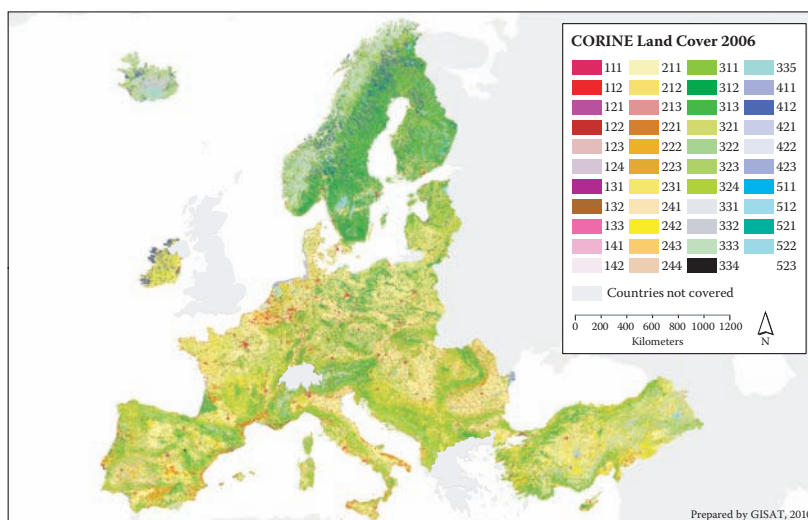 CORINE Land Cover 2006
111 211 311 335
112 212 312 411
121 213 313 412
122 221 321 421
123 222 322 422
124 223 323 423
131 231 324 511
132 241 331 512
133 242 332 521
141 243 333 522
142 244 334 523
Countries not covered
0 200 400 600 800 1000 1200
Kilometers
N
Prepared by GISAT, 2010